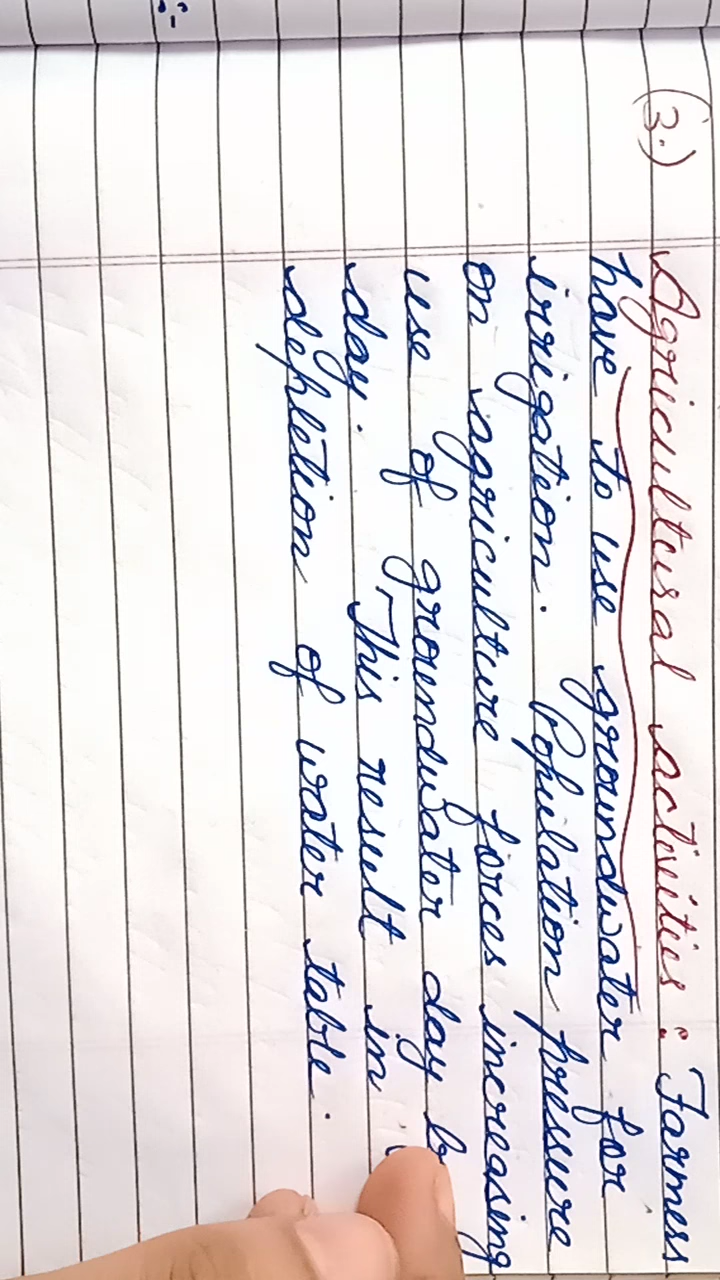 (3.) Agricultural activities : Farmers
have to use groundwater for
irrigation. Population pressure
on agriculture forces increasing
use of groundwater day
day. This result in
depletion of water table.